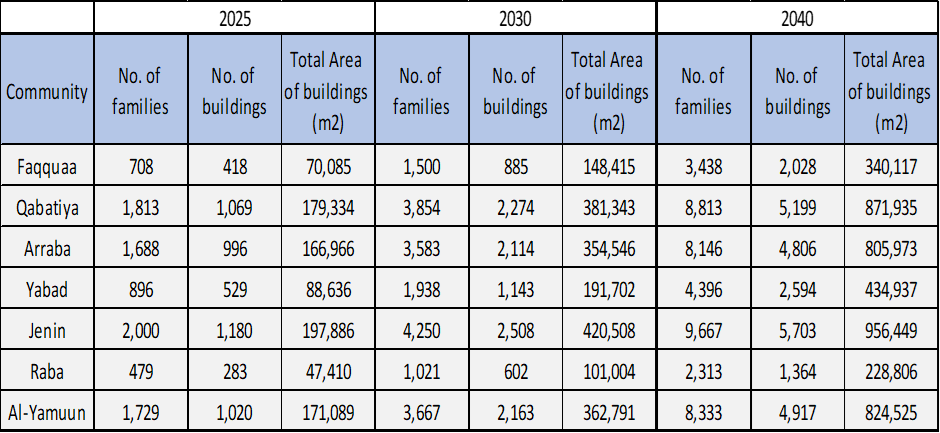 2025 2030 2040
Community No. of families No. of buildings Total Area of buildings (m2) No. of families No. of buildings Total Area of buildings (m2) No. of families No. of buildings Total Area of buildings (m2)
Faqquaa 708 418 70,085 1,500 885 148,415 3,438 2,028 340,117
Qabatiya 1,813 1,069 179,334 3,854 2,274 381,343 8,813 5,199 871,935
Arraba 1,688 996 166,966 3,583 2,114 354,546 8,146 4,806 805,973
Yabad 896 529 88,636 1,938 1,143 191,702 4,396 2,594 434,937
Jenin 2,000 1,180 197,886 4,250 2,508 420,508 9,667 5,703 956,449
Raba 479 283 47,410 1,021 602 101,004 2,313 1,364 228,806
Al-Yamuun 1,729 1,020 171,089 3,667 2,163 362,791 8,333 4,917 824,525